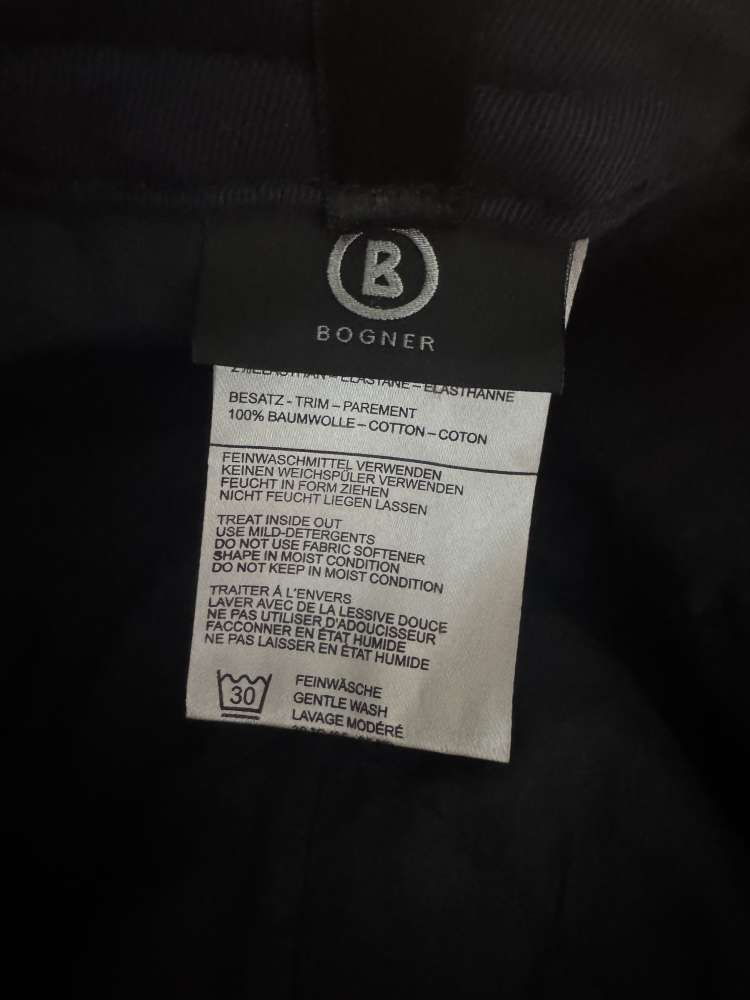 B
BOGNER
ELASTANE – ELASTHANNE
BESATZ - TRIM – PAREMENT
100% BAUMWOLLE – COTTON – COTON
FEINWASCHMITTEL VERWENDEN
KEINEN WEICHSPÜLER VERWENDEN
FEUCHT IN FORM ZIEHEN
NICHT FEUCHT LIEGEN LASSEN
TREAT INSIDE OUT
USE MILD-DETERGENTS
DO NOT USE FABRIC SOFTENER
SHAPE IN MOIST CONDITION
DO NOT KEEP IN MOIST CONDITION
TRAITER À L'ENVERS
LAVER AVEC DE LA LESSIVE DOUCE
NE PAS UTILISER D'ADOUCISSEUR
FACCONNER EN ÉTAT HUMIDE
NE PAS LAISSER EN ÉTAT HUMIDE
30
FEINWÄSCHE
GENTLE WASH
LAVAGE MODÉRÉ